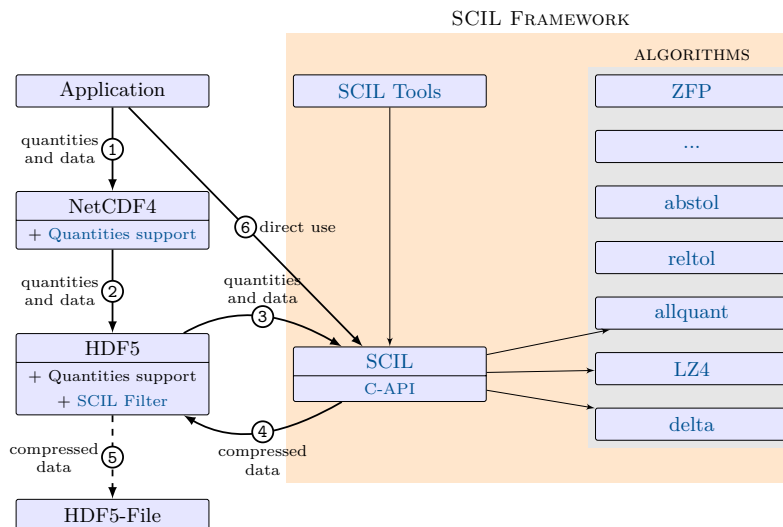 SCIL FRAMEWORK
ALGORITHMS
Application
SCIL Tools
ZFP
quantities
and data
1
...
NetCDF4
+ Quantities support
abstol
6 direct use
reltol
quantities
and data
2
quantities
and data
3
allquant
HDF5
+ Quantities support
+ SCIL Filter
SCIL
C-API
LZ4
delta
4
compressed
data
compressed
data
5
HDF5-File